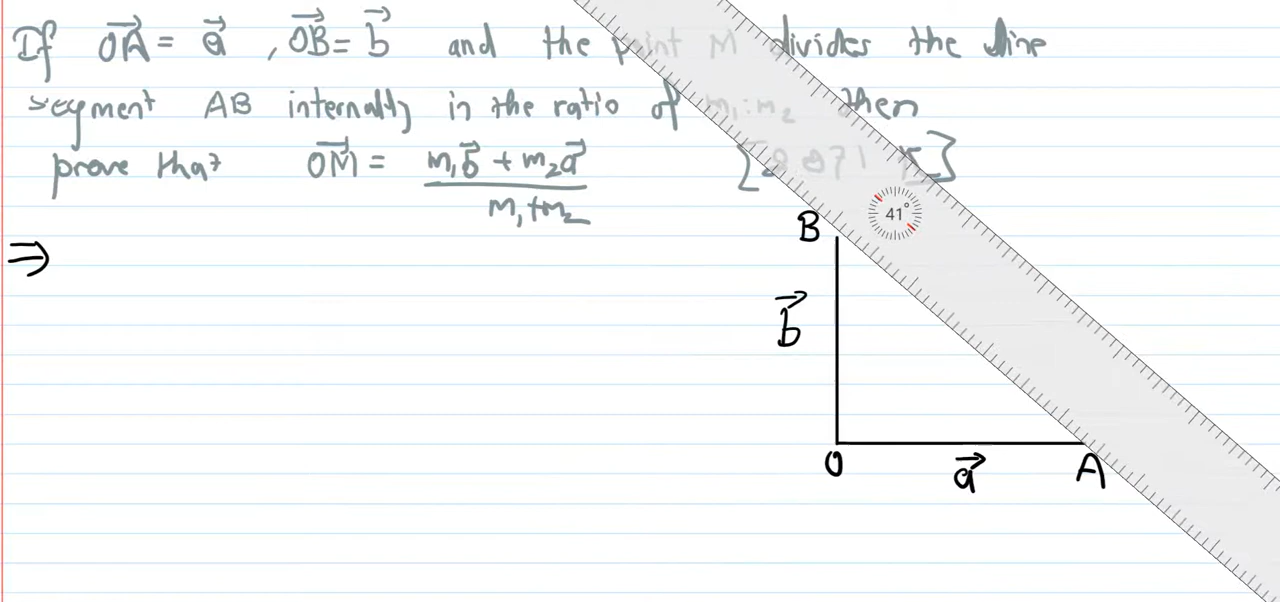 If OA⃗ = a⃗ , OB⃗ = b⃗ and the point M divides the line
segment AB internally in the ratio of m₁:m₂ then
prove that OM⃗ = (m₁b⃗ + m₂a⃗)/(m₁+m₂)
⇒
41°
B
b⃗
O
a⃗
A